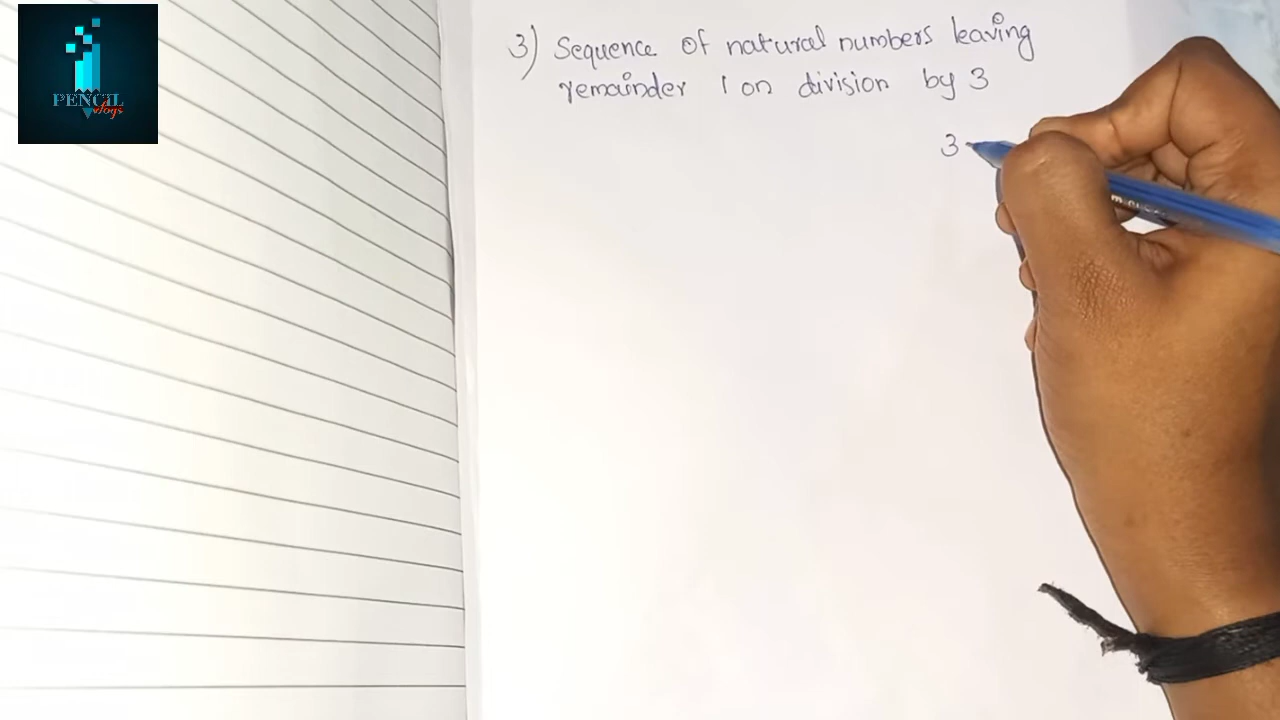 PENCIL
vlogs
3) Sequence of natural numbers leaving
remainder 1 on division by 3
3